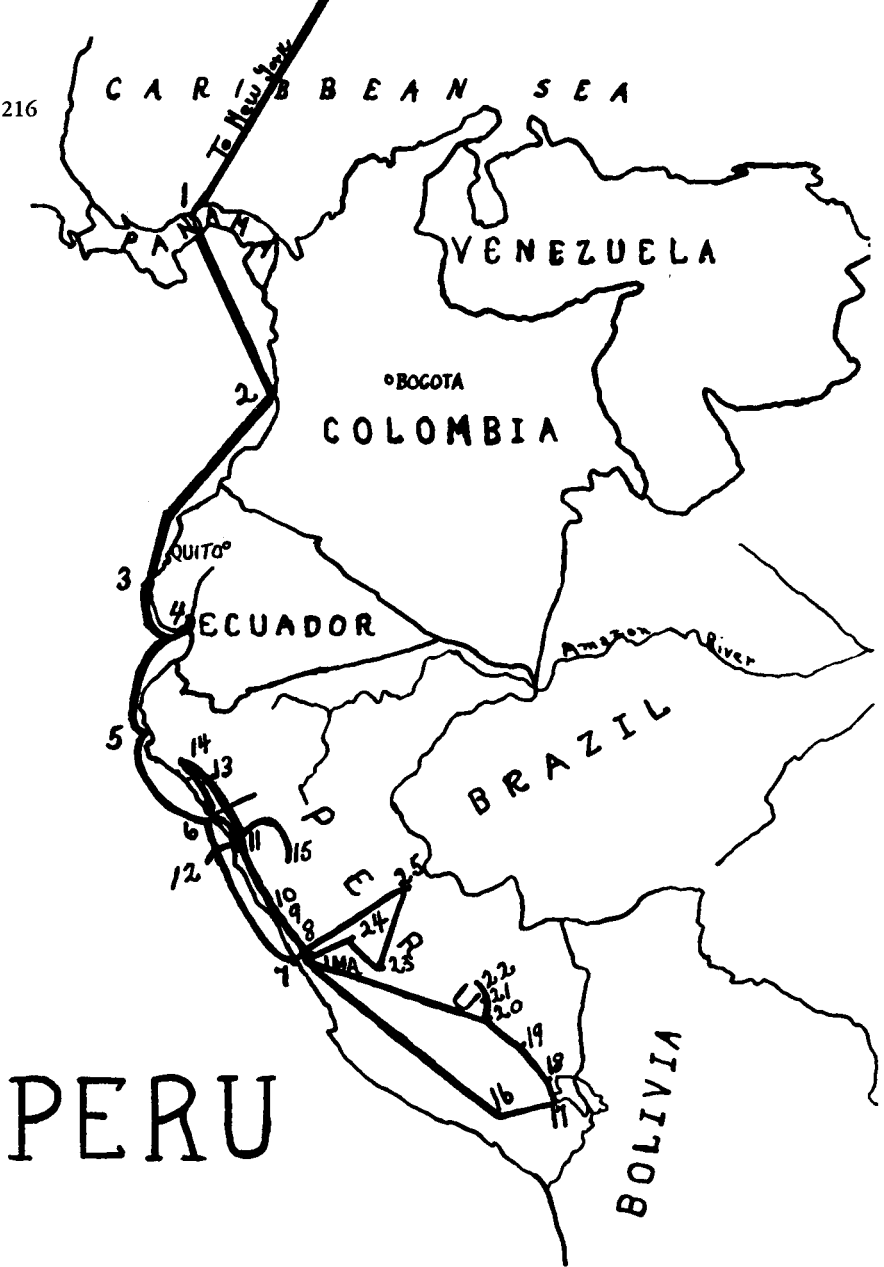 CARIBBEAN SEA
216
To New York
1
PANAMA
VENEZUELA
2
BOGOTA
COLOMBIA
QUITO
3
4
ECUADOR
Amazon River
5
14
13
BRAZIL
6
11
15
12
PERU
25
10
9
8
24
7
LIMA
23
22
21
20
19
18
16
17
BOLIVIA
PERU